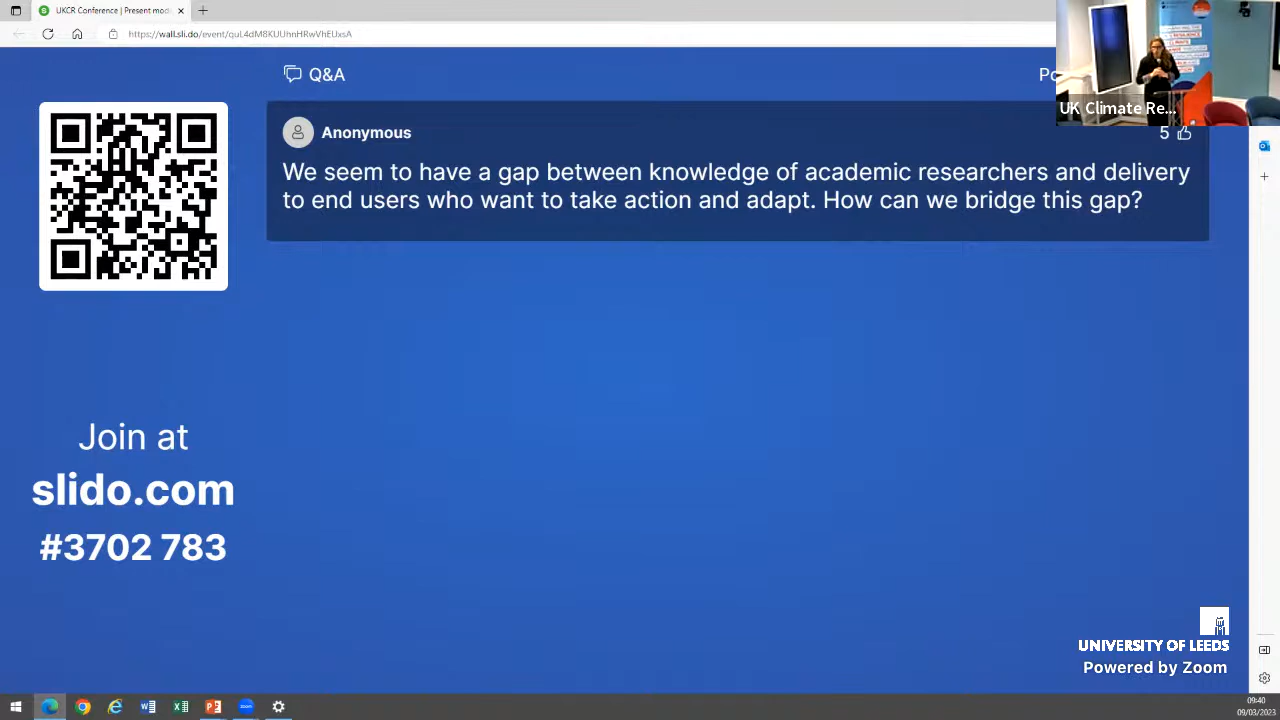 UKCR Conference | Present mod
https://wall.sli.do/event/
Q&A
UK Climate Re...
Anonymous
5
We seem to have a gap between knowledge of academic researchers and delivery
to end users who want to take action and adapt. How can we bridge this gap?
Join at
slido.com
#3702 783
UNIVERSITY OF LEEDS
Powered by Zoom
09:40
09/03/2023